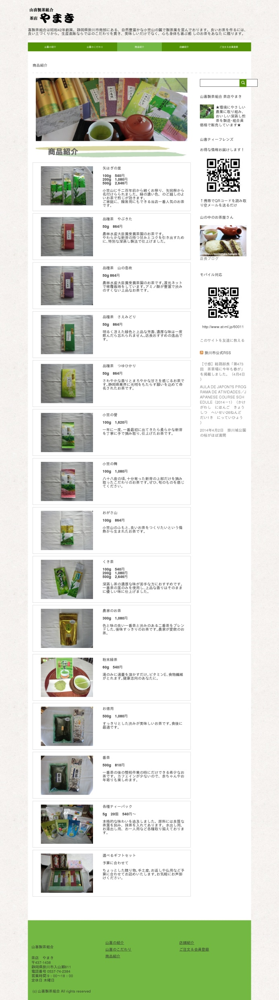 山喜製茶組合
茶店 やまき
喜製茶組合は昭和42年創業。静岡県掛川市南部にある、自然豊富かな小笠山の麓で製茶業を営んでおります。良いお茶を作るには、
良い土づくりから。生産直販ならではのこだわりを貫き、美味しいだけでなく、心も身体も喜ぶ癒 しのお茶をあなた に贈ります。
山喜の紹介
山喜のこだわり
商品紹介
店舗紹介
ご注文＆会員登録
商品紹介
商品紹介
矢はぎの里
100g　540円
200g　1,080円
500g　2,646円
小笠山に千二百年前から続くお祭り、矢矧祭から
名付けらられました。緑の濃い色、のど越しのよ
いお茶で煎じが効きます。
ご家庭に、贈答用にもできる当店一番人気のお茶
です。
品種茶　やぶきた
50g　864円
農林水産大臣賞受賞茶園のお茶です。
やわらかな新芽の持つ甘みとコクを引き出すため
に､特別な深蒸し製法で仕上げました。
品種茶　山の息吹
50g 864円
農林水産大臣賞受賞茶園のお茶です｡渡光ネット
で被覆栽培をしています｡アミノ酸が豊富で渋み
のすくない上品なお茶です。
品種茶　さえみどり
50g　864円
明るく冴えた緑色と上品な芳香､濃厚な味は一度
飲んだら忘れられません｡店長おすすめの逸品で
す。
品種茶　つゆひかり
50g　864円
さわやかな香りとまろやかな甘さを感じるお茶で
す｡静岡県業界に光明をもたらす願いを込めて命
名されたお茶です。
小笠の誉
100g　1,620円
一年に一度､一番最初に出てきたら柔らかな新芽
を丁寧に手で摘み取り､仕上げたお茶です。
小笠の舞
100g　1,080円
八十八夜の頃､十分育った新芽の上部だけを摘み
取ったこだわりのお茶です｡ぜひ､旬のものを感じ
てください。
おがさ山
100g　864円
小笠山のふもと､良いお茶をつくりたいという情
熱から生まれたお茶です。
くき茶
100g　540円
200g　1,080円
500g　2,646円
深蒸し茶の濃厚な味が苦手な方におすすめです。
一番茶の茎のみを使用し､上品な香りはそのまま
に優しい味に仕上げました。
農家のお茶
300g　1,080円
色と味の良い一番茶と渋みのある二番茶をブレン
ドした､後味すっきりのお茶です｡農家が愛飲のお
茶。
粉末緑茶
60g　540円
湯のみに適量を溶かすだけ｡ビタミンE､食物繊維
がとれます｡健康志向のあなたに。
お徳用
500g　1,080円
すっきりとした渋みが美味しいお茶です｡食後に
最適です。
番茶
500g　810円
一番茶の後の整枝作業の時にだけできる希少なお
茶です。カフェインが少ないので、赤ちゃんやお
年寄りも楽しめます。
各種ティーパック
5g　20個　540円～
本格的な味わいを追及しました。原料には良質な
茶葉を刻み、抹茶を入れてあります。水出し用、
お湯出し用、お一人用など各種取り揃えておりま
す。
選べるギフトセット
予算に合わせて
ちょっとした贈り物､手土産､お返しや仏用など予
算に合わせてお詰めいたします｡お気軽にお声掛
けください。
山喜製茶組合 茶店やまき
★環境にやさしい
農業に取り組み、
おいしい深蒸し煎
茶を製造･組合員
価格で販売しています★
山喜ティーフレンズ
お得な情報お届けします！
↑携帯でQRコードを読み取
り空メールを送るだけ
山の中のお茶屋さん
http://morinonaka.hamazo.tv/
店長ブログ
モバイル対応
http://www.at-ml.jp/60011
このサイトを友達に教える
掛川市公式RSS
【寸感】総務部長「第473
回　茶草場に今年も春が」
を掲載しました。（4月4日
）
AULA DE JAPON?S PROG
RAMA DE ATIVIDADES／J
APANESE COURSE SCH
EDULE（2014－1）（かけ
がわし　にほんご　きょう
しつ　へいせい26ねんど
だい1き　にっていひょう
）
2014年4月2日　掛川城公園
の桜がほぼ満開
山喜製茶組合
茶店　やまき
〒437-1438
静岡県掛川市入山瀬811
電話番号 0537-74-2384
営業時間 9：00～18：00
定休日 木曜日
山喜の紹介
山喜のこだわり
商品紹介
店鋪紹介
ご注文＆会員登録
(c) 山喜製茶組合 All rights reserved